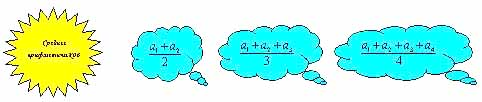 Среднее
арифметическое
a₁ + a₂ / 2
a₁ + a₂ + a₃ / 3
a₁ + a₂ + a₃ + a₄ / 4